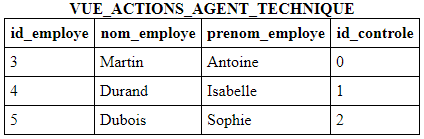 VUE_ACTIONS_AGENT_TECHNIQUE
id_employe nom_employe prenom_employe id_controle
3 Martin Antoine 0
4 Durand Isabelle 1
5 Dubois Sophie 2